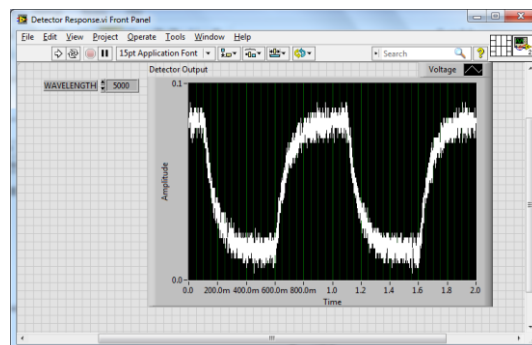 Detector Response.vi Front Panel
File Edit View Project Operate Tools Window Help
15pt Application Font Search ?
Detector Output Voltage
WAVELENGTH 5000
0.1
Amplitude
0.0
0.0 200.0m 400.0m 600.0m 800.0m 1.0 1.2 1.4 1.6 1.8 2.0
Time